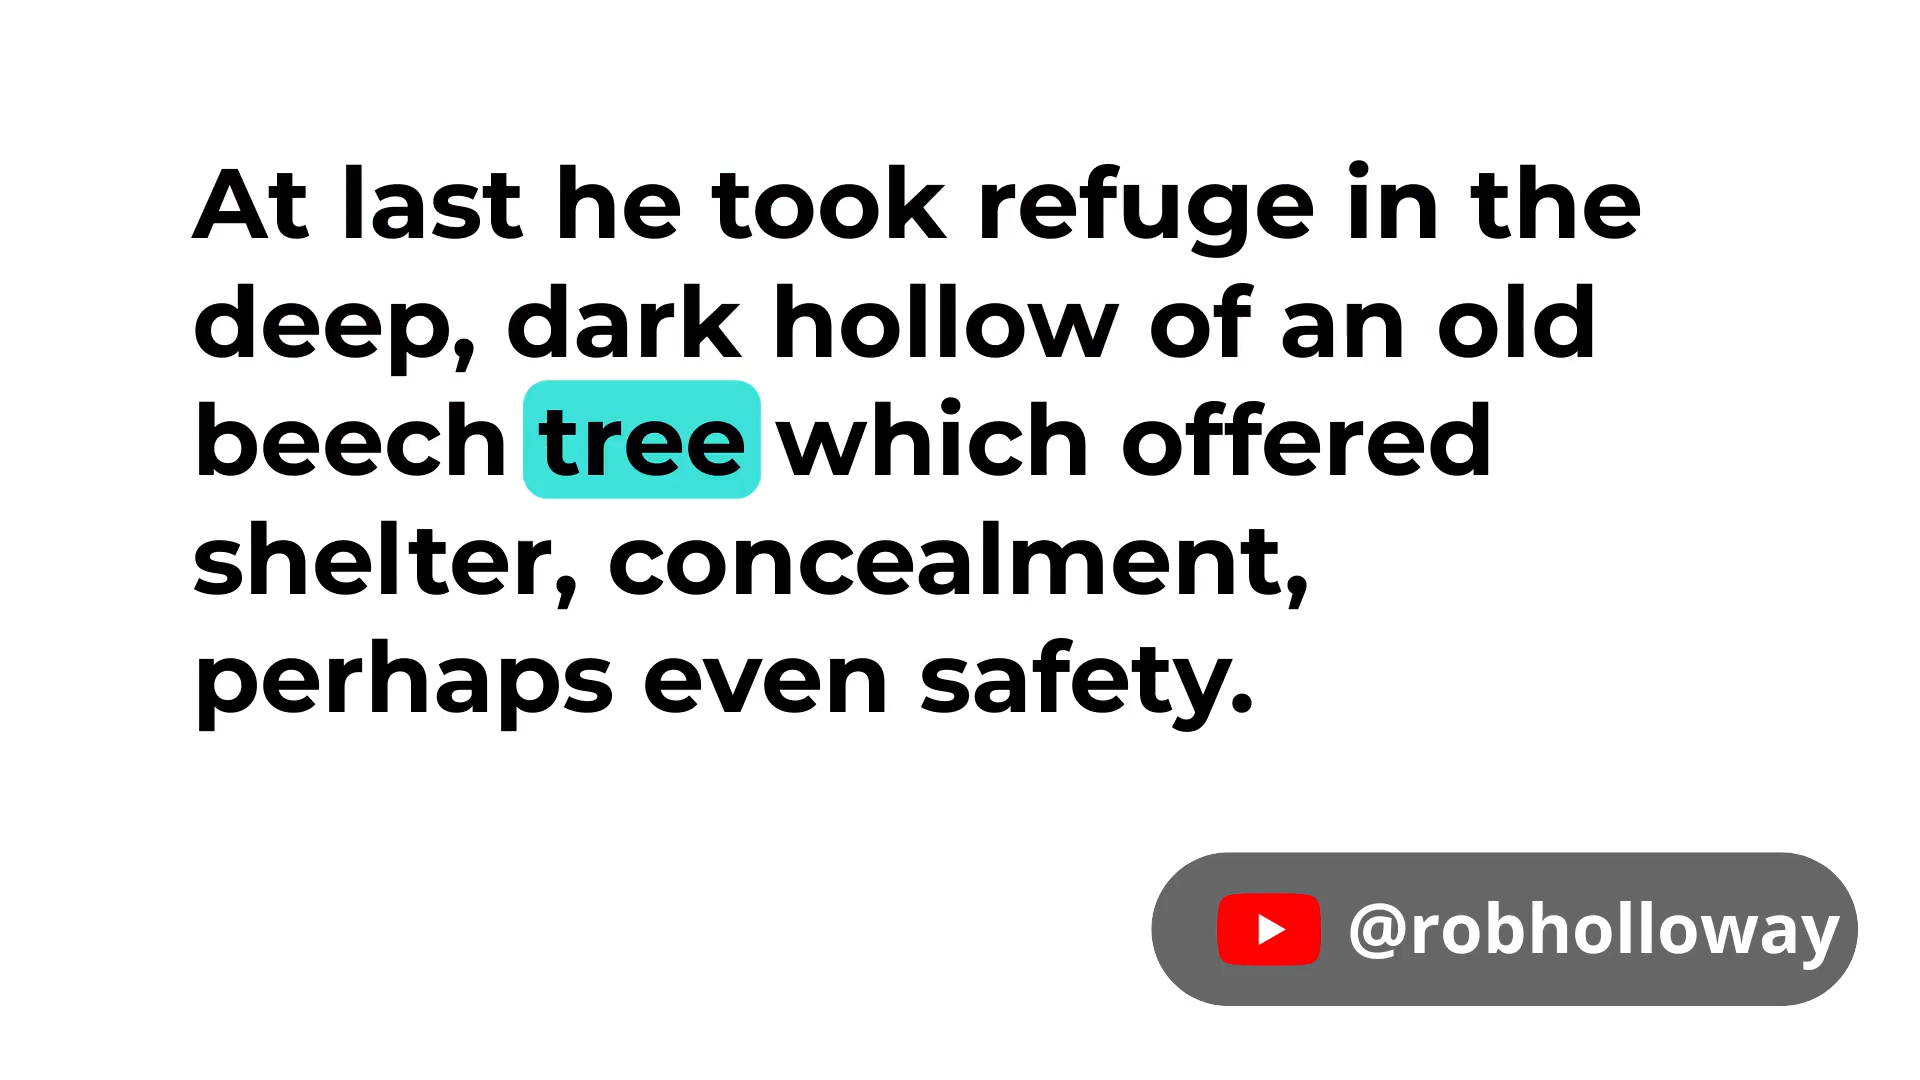 At last he took refuge in the
deep, dark hollow of an old
beech tree which offered
shelter, concealment,
perhaps even safety.
@robholloway